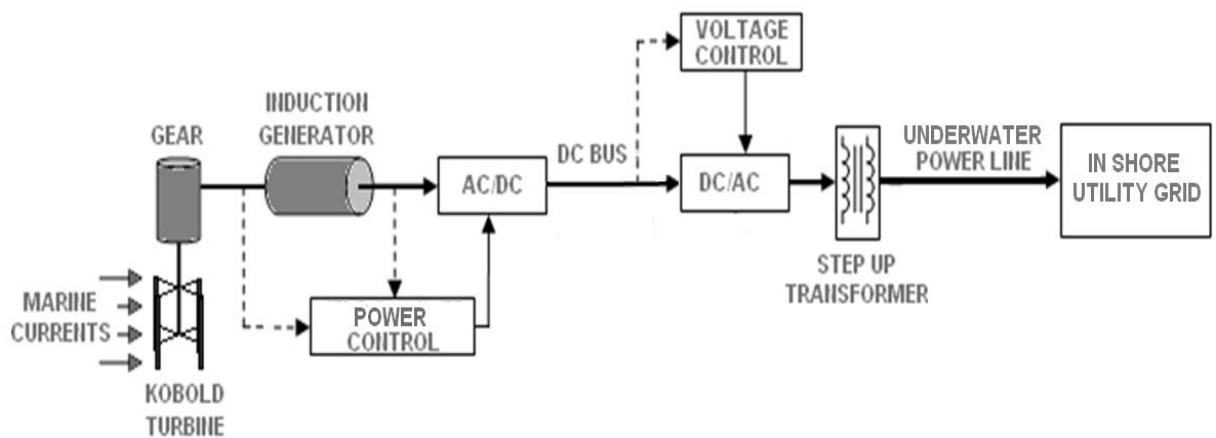 VOLTAGE
CONTROL
INDUCTION
GENERATOR
GEAR
DC BUS
AC/DC
DC/AC
UNDERWATER
POWER LINE
IN SHORE
UTILITY GRID
STEP UP
TRANSFORMER
MARINE
CURRENTS
POWER
CONTROL
KOBOLD
TURBINE